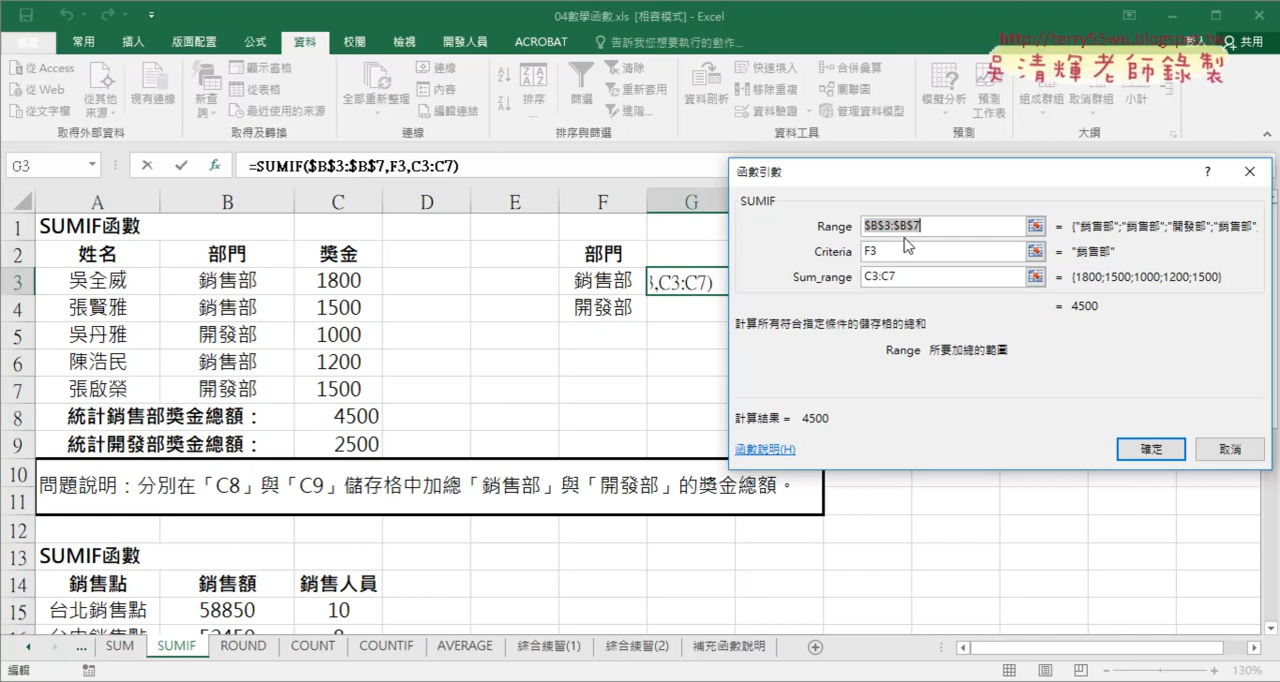 04數學函數.xls [相容模式] - Excel
http://terry55wu.blogspot.tw
吳清輝老師錄製
常用 插入 版面配置 公式 資料 校閱 檢視 開發人員 ACROBAT 告訴我您想要執行的動作... 共用
從 Access
從 Web
從文字檔
從其他來源
現有連線
取得外部資料
新查詢
顯示窗格
從表格
最近使用的來源
取得及轉換
全部重新整理
連線
內容
編輯連結
連線
排序
篩選
清除
重新套用
進階...
排序與篩選
資料剖析
快速填入
移除重複
資料驗證
合併彙算
關聯圖
管理資料模型
資料工具
模擬分析
預測工作表
預測
組成群組
取消群組
小計
大綱
G3 fx =SUMIF($B$3:$B$7,F3,C3:C7)
A B C D E F G
1 SUMIF函數
2 姓名 部門 獎金 部門
3 吳全威 銷售部 1800 銷售部 3,C3:C7)
4 張賢雅 銷售部 1500 開發部
5 吳丹雅 開發部 1000
6 陳浩民 銷售部 1200
7 張啟榮 開發部 1500
8 統計銷售部獎金總額： 4500
9 統計開發部獎金總額： 2500
10 問題說明：分別在「C8」與「C9」儲存格中加總「銷售部」與「開發部」的獎金總額。
11
12
13 SUMIF函數
14 銷售點 銷售額 銷售人員
15 台北銷售點 58850 10
函數引數 ?
SUMIF
Range $B$3:$B$7 = {"銷售部";"銷售部";"開發部";"銷售部";
Criteria F3 = "銷售部"
Sum_range C3:C7 = {1800;1500;1000;1200;1500}
= 4500
計算所有符合指定條件的儲存格的總和
Range 所要加總的範圍
計算結果 = 4500
函數說明(H) 確定 取消
... SUM SUMIF ROUND COUNT COUNTIF AVERAGE 綜合練習(1) 綜合練習(2) 補充函數說明
編輯 130%